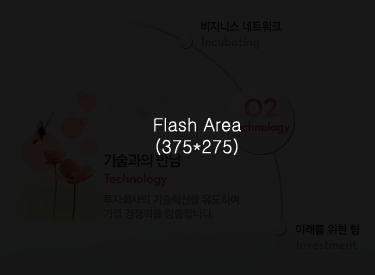 비지니스 네트워크
Incubating
02
Technology
Flash Area
(375*275)
기술과의 만남
Technology
투자회사의 기술혁신을 유도하여
기업 경쟁력을 창출합니다.
미래를 위한 힘
Investment